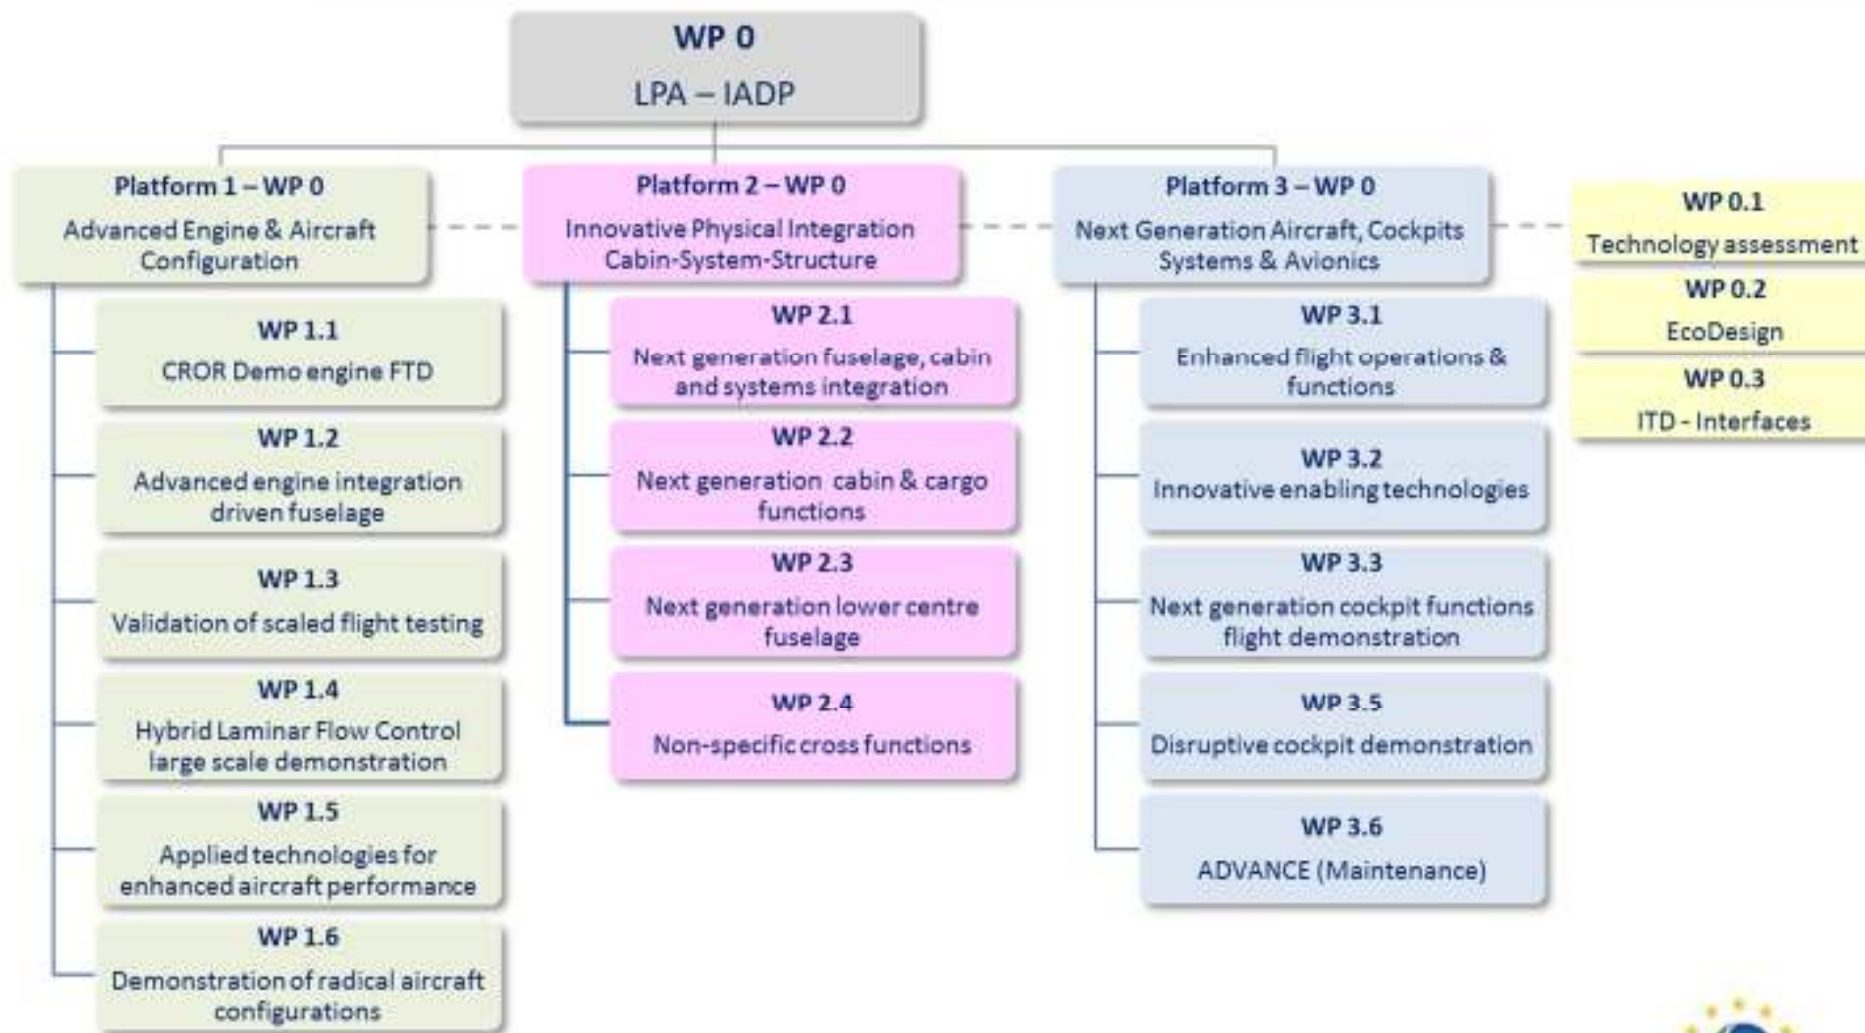 WP 0
LPA – IADP
Platform 1 – WP 0
Advanced Engine & Aircraft
Configuration
WP 1.1
CROR Demo engine FTD
WP 1.2
Advanced engine integration
driven fuselage
WP 1.3
Validation of scaled flight testing
WP 1.4
Hybrid Laminar Flow Control
large scale demonstration
WP 1.5
Applied technologies for
enhanced aircraft performance
WP 1.6
Demonstration of radical aircraft
configurations
Platform 2 – WP 0
Innovative Physical Integration
Cabin-System-Structure
WP 2.1
Next generation fuselage, cabin
and systems integration
WP 2.2
Next generation cabin & cargo
functions
WP 2.3
Next generation lower centre
fuselage
WP 2.4
Non-specific cross functions
Platform 3 – WP 0
Next Generation Aircraft, Cockpits
Systems & Avionics
WP 3.1
Enhanced flight operations &
functions
WP 3.2
Innovative enabling technologies
WP 3.3
Next generation cockpit functions
flight demonstration
WP 3.5
Disruptive cockpit demonstration
WP 3.6
ADVANCE (Maintenance)
WP 0.1
Technology assessment
WP 0.2
EcoDesign
WP 0.3
ITD - Interfaces